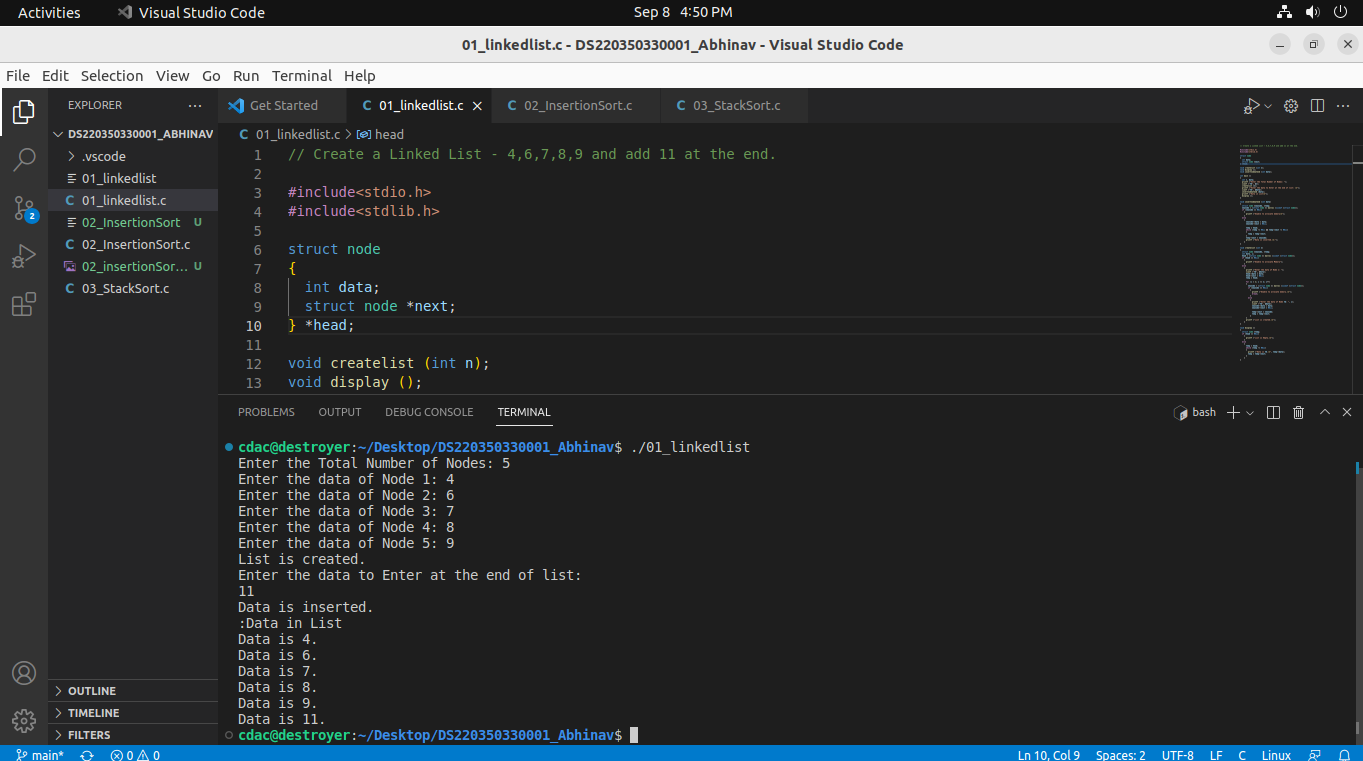 Activities Visual Studio Code Sep 8 4:50 PM
01_linkedlist.c - DS220350330001_Abhinav - Visual Studio Code
File Edit Selection View Go Run Terminal Help
EXPLORER
DS220350330001_ABHINAV
.vscode
01_linkedlist
C 01_linkedlist.c
02_InsertionSort U
C 02_InsertionSort.c
02_insertionSor... U
C 03_StackSort.c
OUTLINE
TIMELINE
FILTERS
2
Get Started C 01_linkedlist.c C 02_InsertionSort.c C 03_StackSort.c
C 01_linkedlist.c > head
1 // Create a Linked List - 4,6,7,8,9 and add 11 at the end.
2
3 #include<stdio.h>
4 #include<stdlib.h>
5
6 struct node
7 {
8 int data;
9 struct node *next;
10 } *head;
11
12 void createlist (int n);
13 void display ();
PROBLEMS OUTPUT DEBUG CONSOLE TERMINAL bash
cdac@destroyer:~/Desktop/DS220350330001_Abhinav$ ./01_linkedlist
Enter the Total Number of Nodes: 5
Enter the data of Node 1: 4
Enter the data of Node 2: 6
Enter the data of Node 3: 7
Enter the data of Node 4: 8
Enter the data of Node 5: 9
List is created.
Enter the data to Enter at the end of list:
11
Data is inserted.
:Data in List
Data is 4.
Data is 6.
Data is 7.
Data is 8.
Data is 9.
Data is 11.
cdac@destroyer:~/Desktop/DS220350330001_Abhinav$
main* 0 0 Ln 10, Col 9 Spaces: 2 UTF-8 LF C Linux